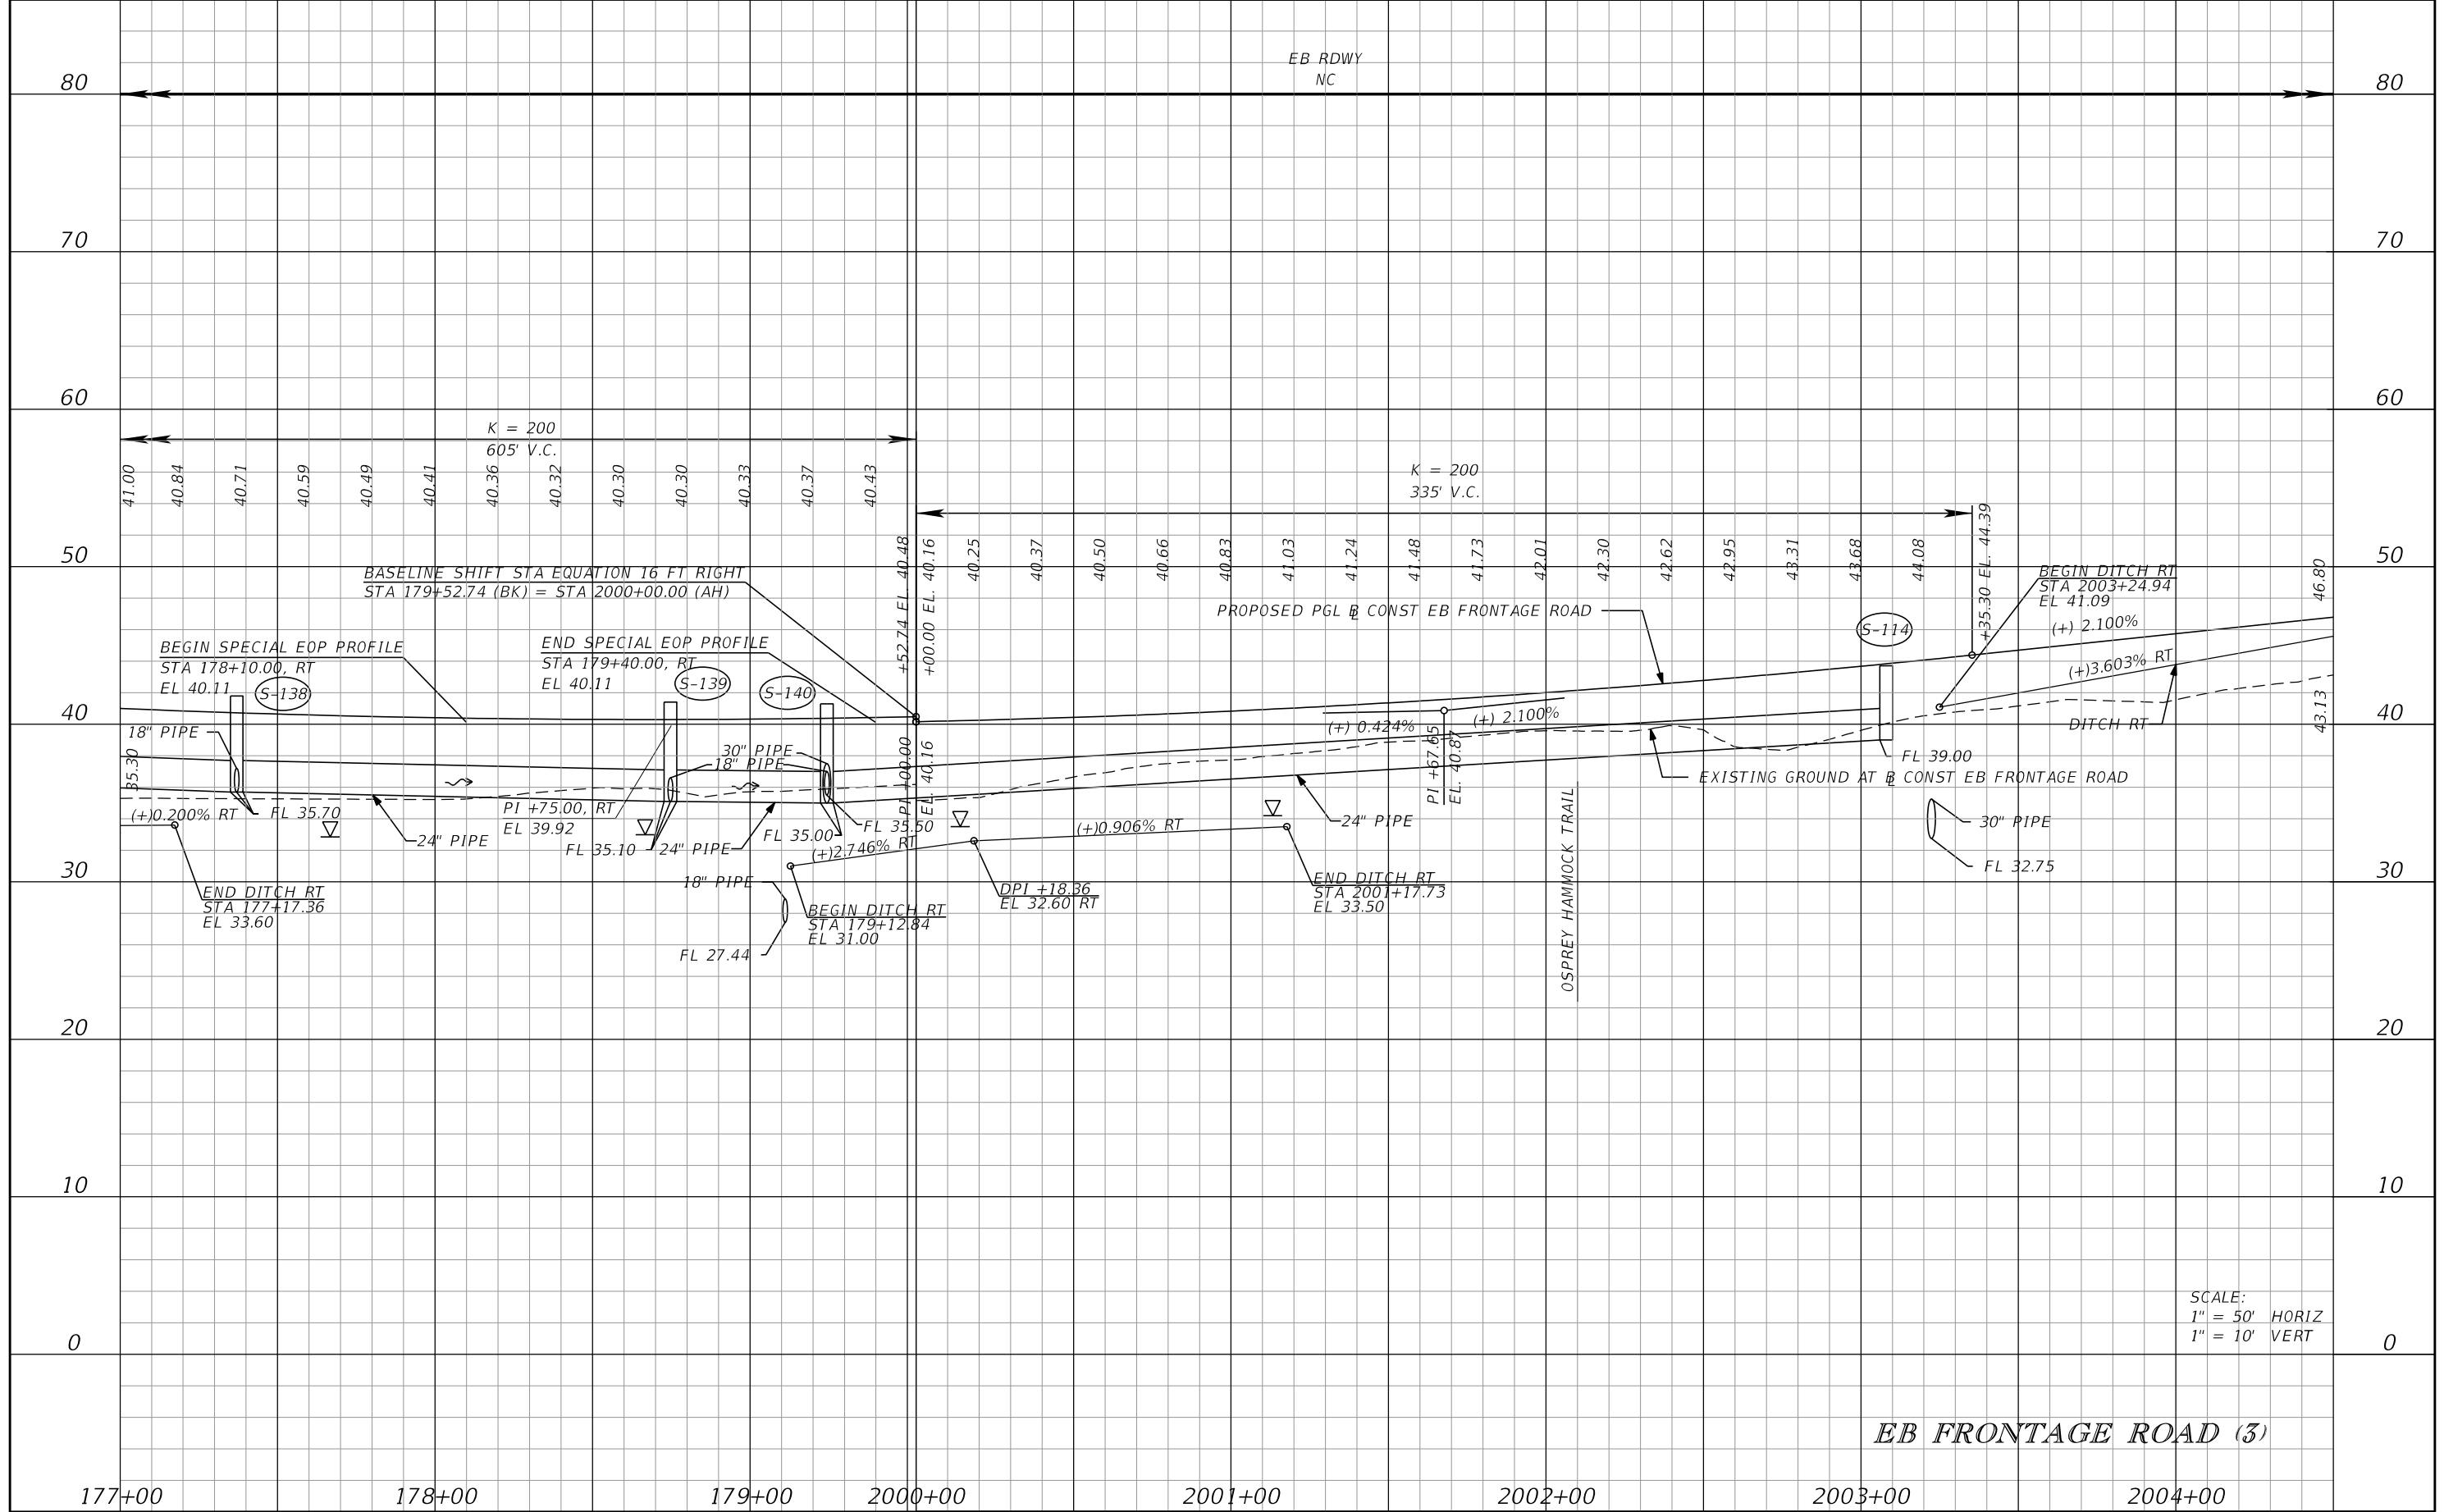 EB RDWY
NC
80
80
70
70
60
60
K = 200
605' V.C.
41.00
40.84
40.71
40.59
40.49
40.41
40.36
40.32
40.30
40.30
40.33
40.37
40.43
K = 200
335' V.C.
+52.74 EL. 40.48
+00.00 EL. 40.16
40.25
40.37
40.50
40.66
40.83
41.03
41.24
41.48
41.73
42.01
42.30
42.62
42.95
43.31
43.68
44.08
+35.30 EL. 44.39
46.80
50
50
BASELINE SHIFT STA EQUATION 16 FT RIGHT
STA 179+52.74 (BK) = STA 2000+00.00 (AH)
BEGIN DITCH RT
STA 2003+24.94
EL 41.09
PROPOSED PGL B CONST EB FRONTAGE ROAD
S-114
(+) 2.100%
BEGIN SPECIAL EOP PROFILE
STA 178+10.00, RT
EL 40.11
S-138
END SPECIAL EOP PROFILE
STA 179+40.00, RT
EL 40.11
S-139
S-140
(+)3.603% RT
40
40
18" PIPE
35.30
30" PIPE
18" PIPE
PI +00.00
EL. 40.16
(+) 0.424%
(+) 2.100%
PI +67.65
EL. 40.87
DITCH RT
43.13
FL 39.00
EXISTING GROUND AT B CONST EB FRONTAGE ROAD
(+)0.200% RT
FL 35.70
PI +75.00, RT
EL 39.92
24" PIPE
FL 35.10
24" PIPE
FL 35.00
FL 35.50
(+)2.746% RT
(+)0.906% RT
24" PIPE
30" PIPE
FL 32.75
30
30
END DITCH RT
STA 177+17.36
EL 33.60
18" PIPE
FL 27.44
BEGIN DITCH RT
STA 179+12.84
EL 31.00
DPI +18.36
EL 32.60 RT
END DITCH RT
STA 2001+17.73
EL 33.50
OSPREY HAMMOCK TRAIL
20
20
10
10
SCALE:
1" = 50' HORIZ
1" = 10' VERT
0
0
EB FRONTAGE ROAD (3)
177+00
178+00
179+00
2000+00
2001+00
2002+00
2003+00
2004+00